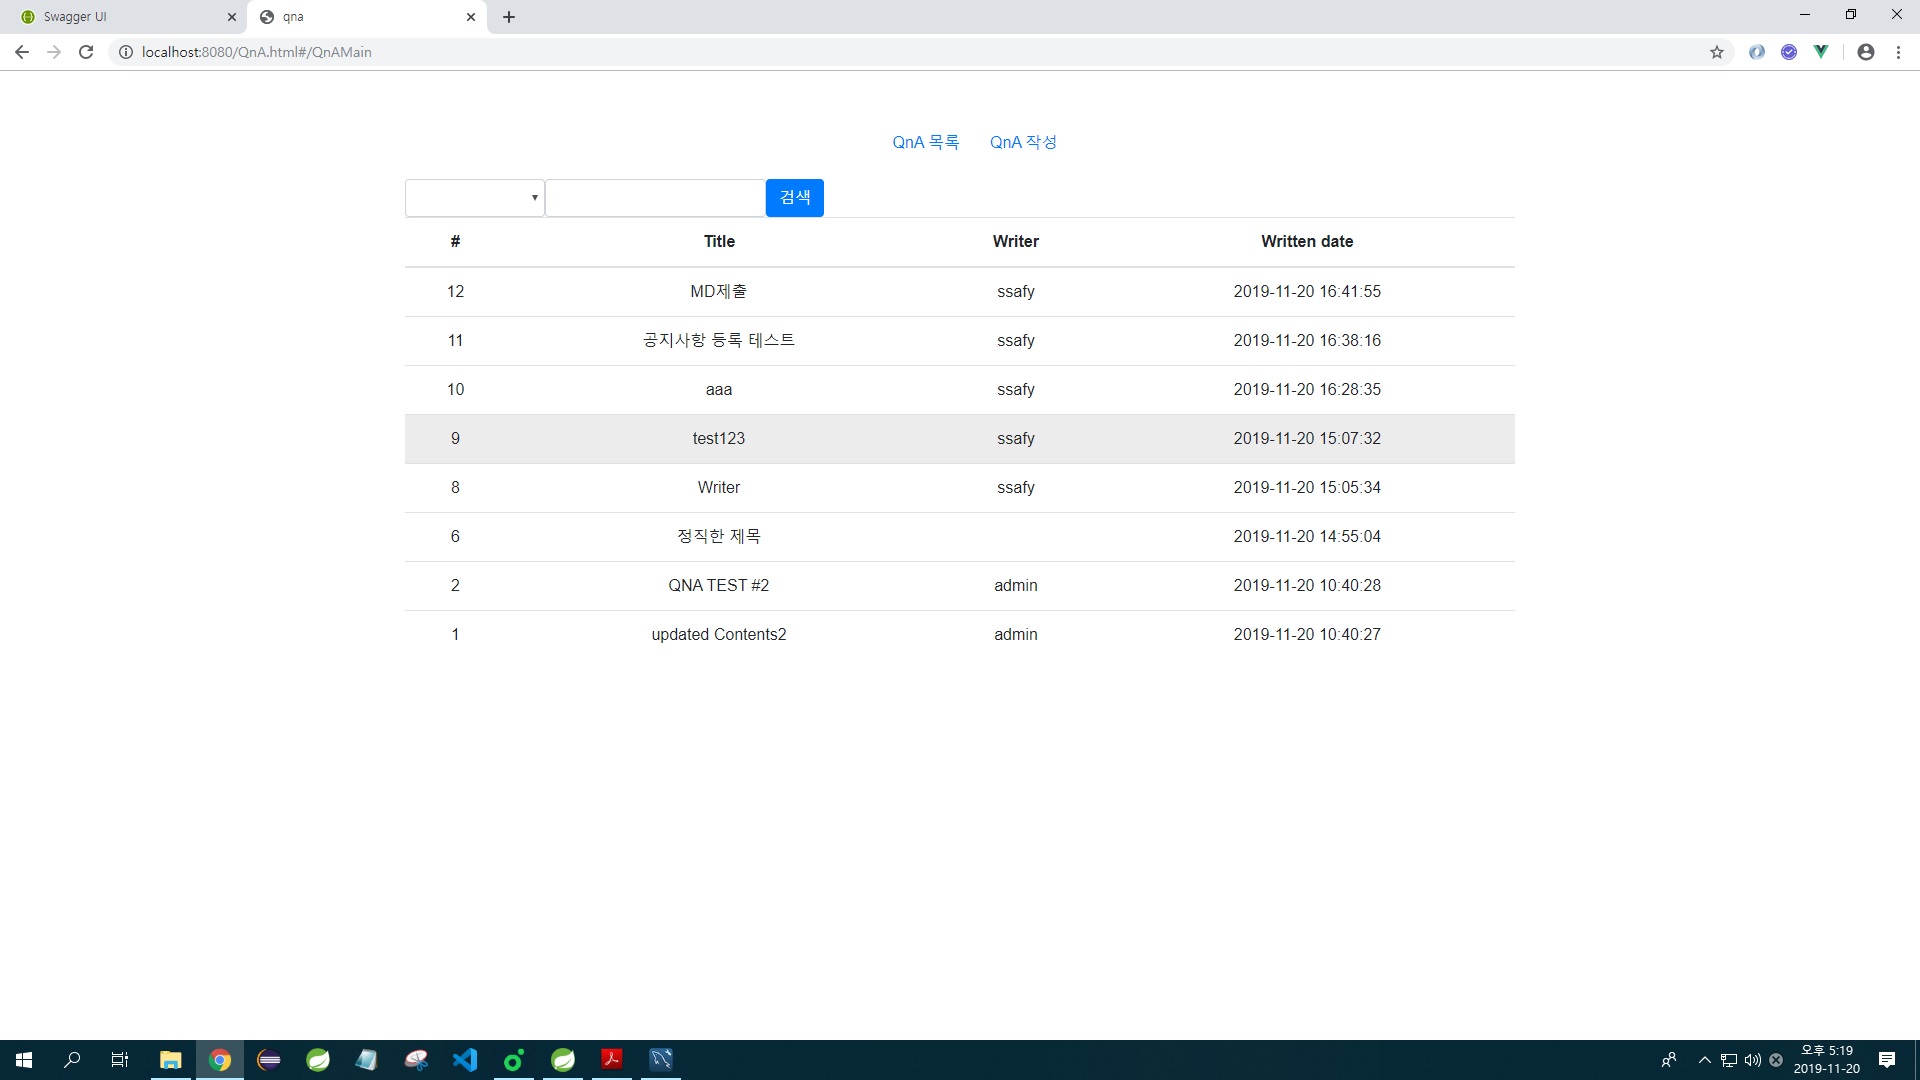 Swagger UI
qna
localhost:8080/QnA.html#/QnAMain
QnA 목록 QnA 작성
검색
# Title Writer Written date
12 MD제출 ssafy 2019-11-20 16:41:55
11 공지사항 등록 테스트 ssafy 2019-11-20 16:38:16
10 aaa ssafy 2019-11-20 16:28:35
9 test123 ssafy 2019-11-20 15:07:32
8 Writer ssafy 2019-11-20 15:05:34
6 정직한 제목 2019-11-20 14:55:04
2 QNA TEST #2 admin 2019-11-20 10:40:28
1 updated Contents2 admin 2019-11-20 10:40:27
오후 5:19
2019-11-20